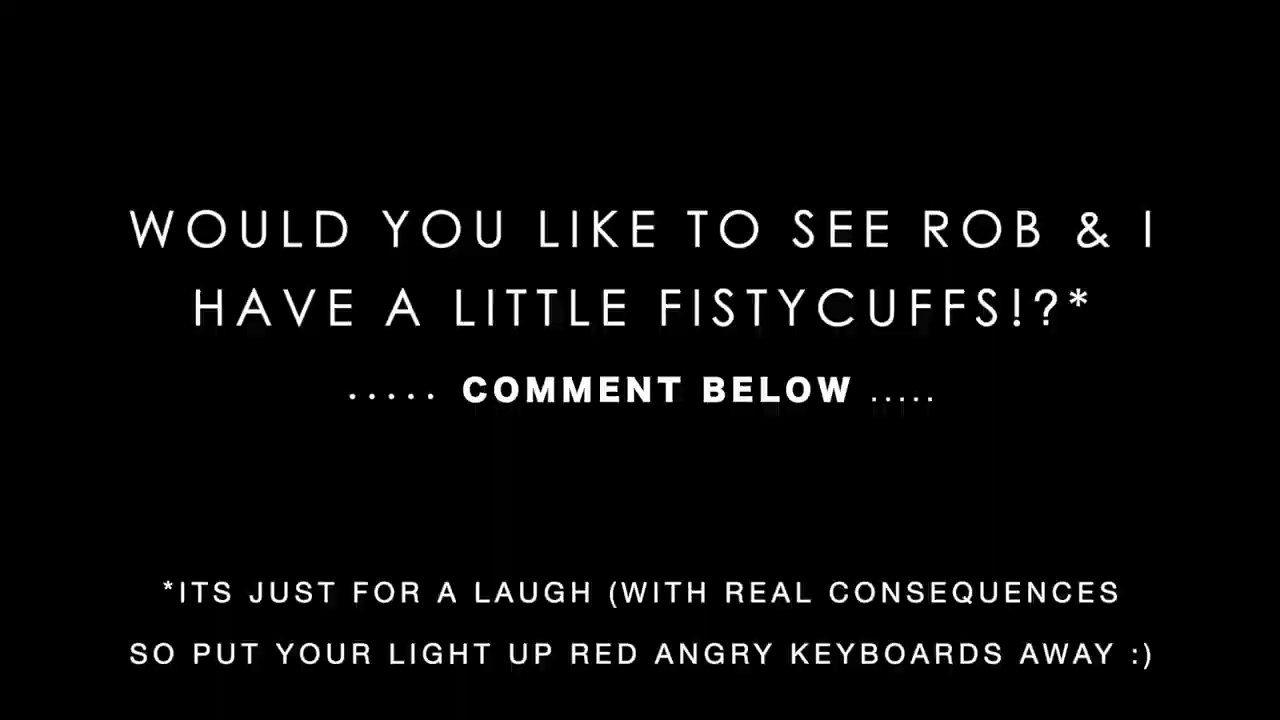 WOULD YOU LIKE TO SEE ROB & I
HAVE A LITTLE FISTYCUFFS!?*
..... COMMENT BELOW .....
*ITS JUST FOR A LAUGH (WITH REAL CONSEQUENCES
SO PUT YOUR LIGHT UP RED ANGRY KEYBOARDS AWAY :)